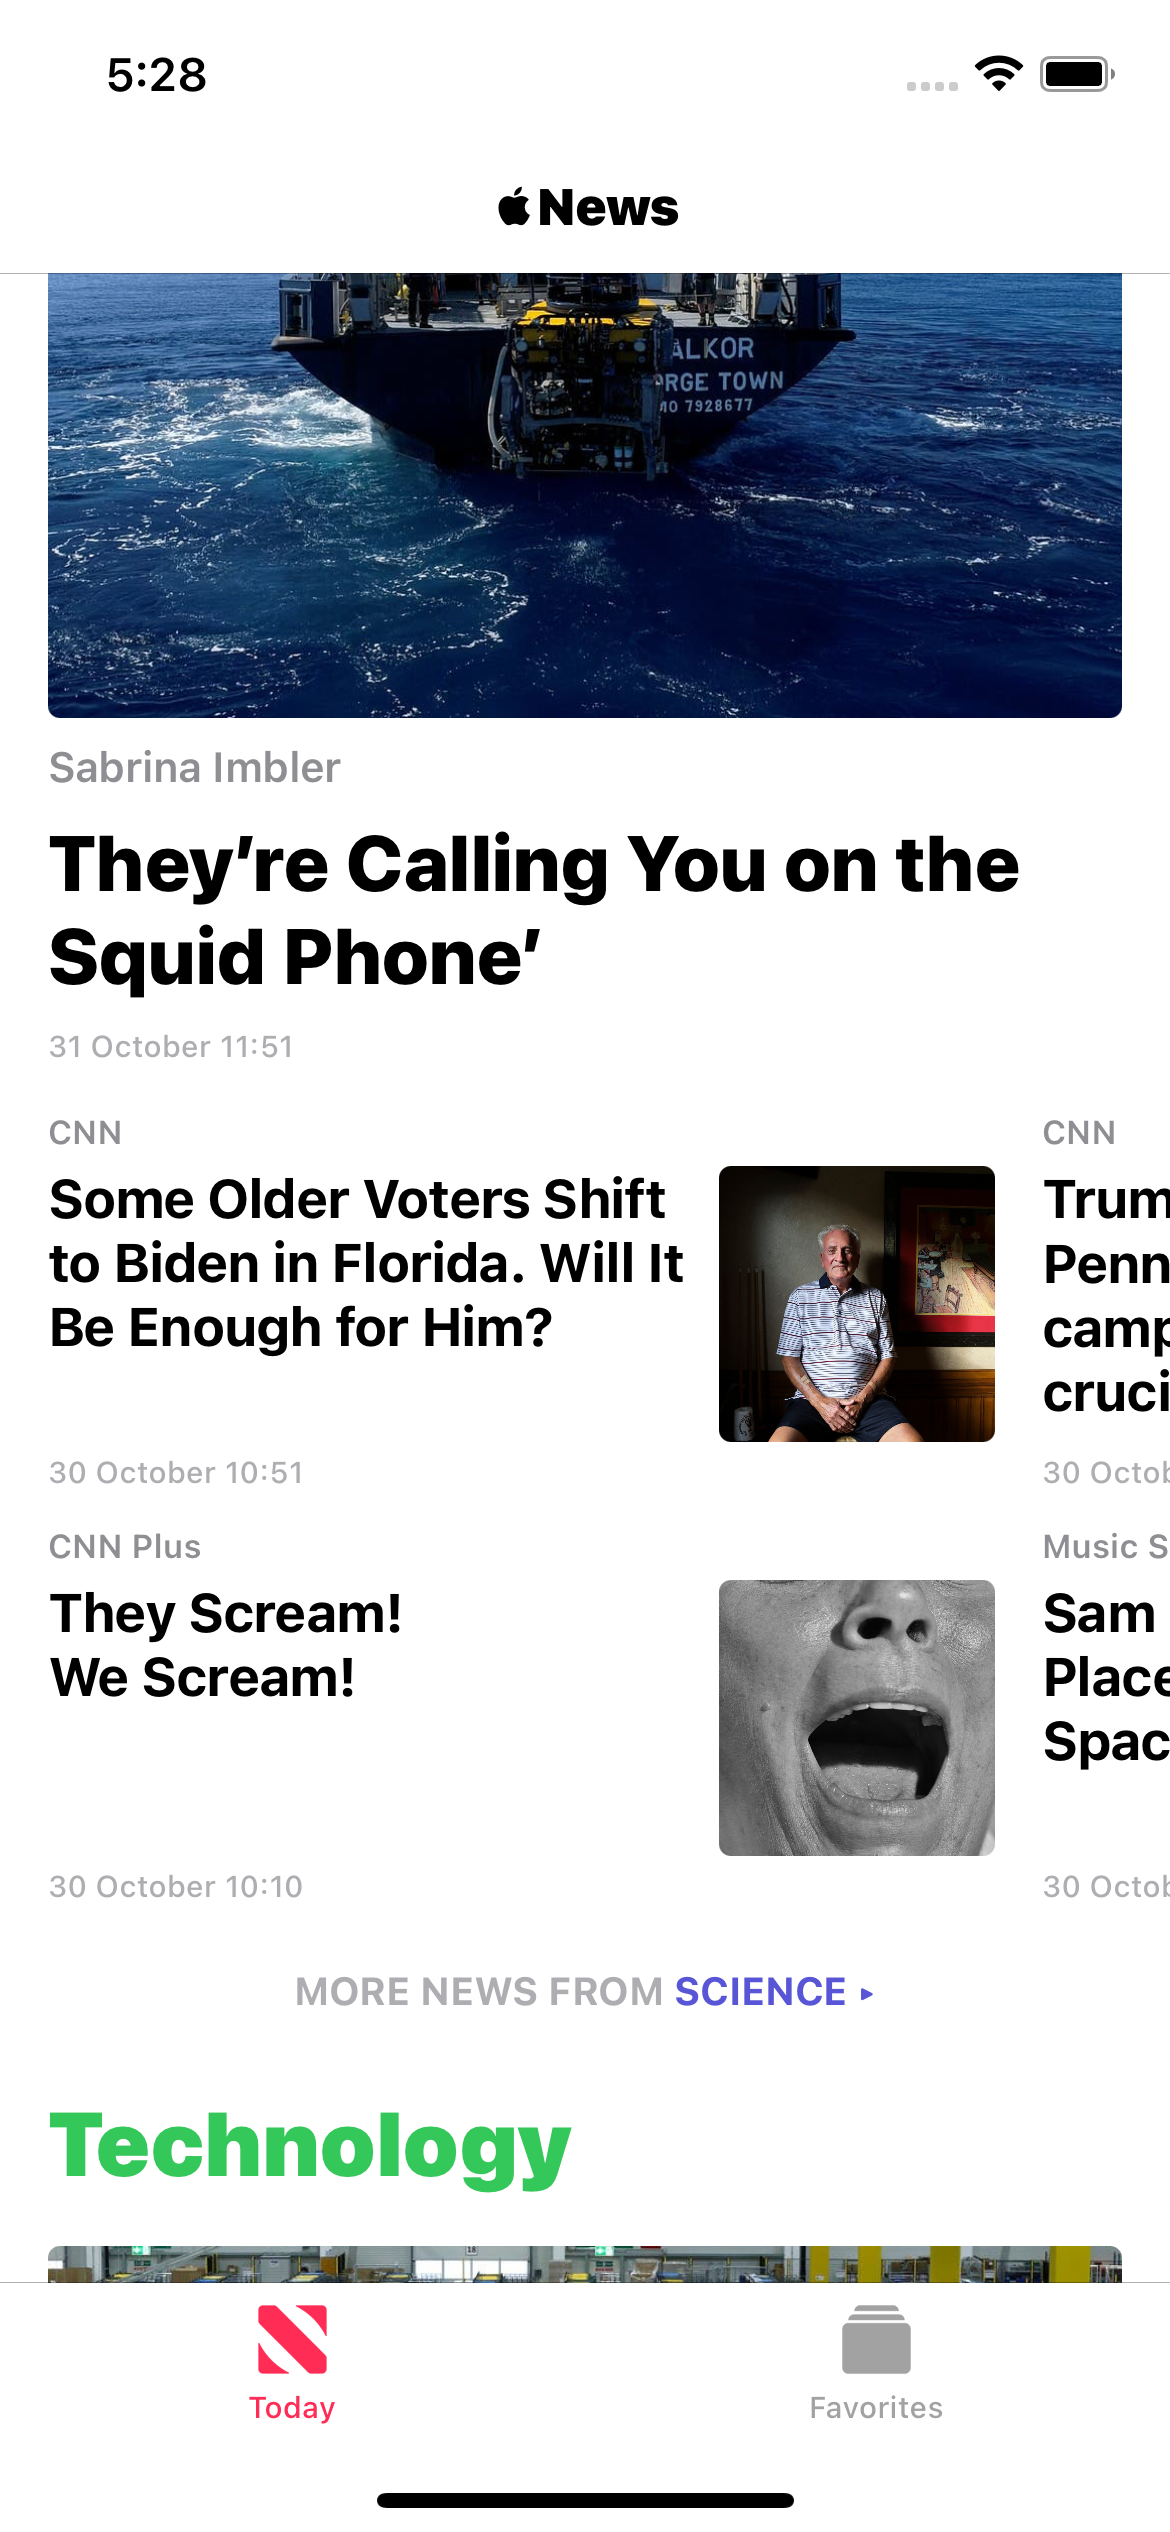 5:28
News
ALKOR
RGE TOWN
7928677
Sabrina Imbler
They’re Calling You on the
Squid Phone’
31 October 11:51
CNN
Some Older Voters Shift
to Biden in Florida. Will It
Be Enough for Him?
30 October 10:51
CNN
Trum
Penn
camp
cruci
30 Octob
CNN Plus
They Scream!
We Scream!
30 October 10:10
Music S
Sam
Place
Spac
30 Octob
MORE NEWS FROM SCIENCE ▸
Technology
18
Today
Favorites